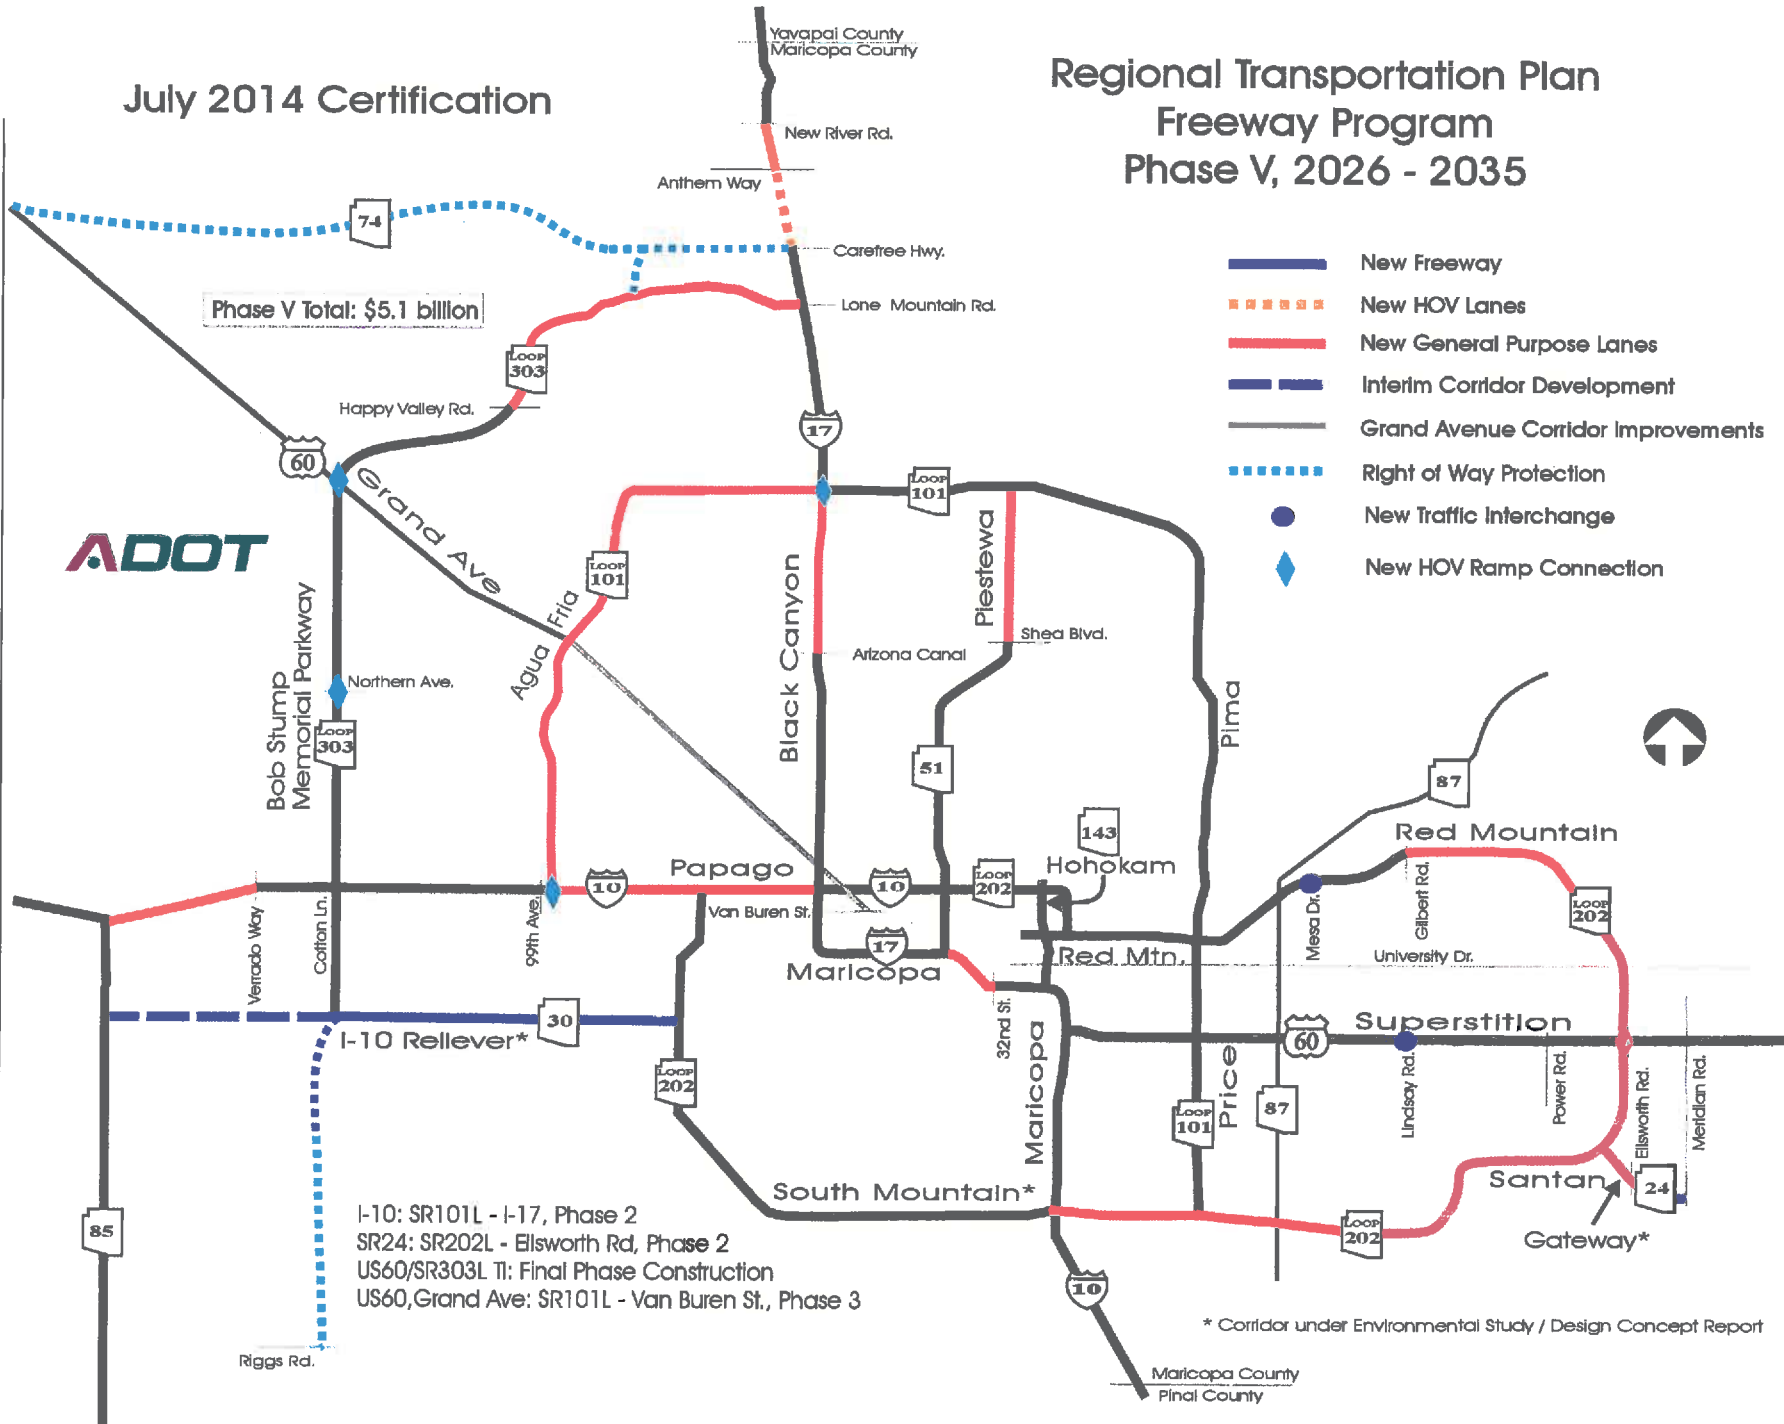 July 2014 Certification
Regional Transportation Plan
Freeway Program
Phase V, 2026 - 2035
Yavapai County
Maricopa County
New River Rd.
Anthem Way
74
Carefree Hwy.
Phase V Total: $5.1 billion
Lone Mountain Rd.
LOOP
303
Happy Valley Rd.
17
60
New Freeway
New HOV Lanes
New General Purpose Lanes
Interim Corridor Development
Grand Avenue Corridor Improvements
Right of Way Protection
New Traffic Interchange
New HOV Ramp Connection
Grand Ave
LOOP
101
ADOT
LOOP
101
Agua Fria
Black Canyon
Piestewa
Shea Blvd.
Arizona Canal
Bob Stump
Memorial Parkway
Northern Ave.
LOOP
303
Pima
51
87
143
Hohokam
Red Mountain
Papago
10
10
LOOP
202
Van Buren St.
Verrado Way
Cotton Ln.
99th Ave.
17
Maricopa
Red Mtn.
Mesa Dr.
Gilbert Rd.
LOOP
202
University Dr.
30
I-10 Reliever*
32nd St.
Superstition
60
LOOP
202
Maricopa
Price
LOOP
101
87
Lindsay Rd.
Power Rd.
Ellsworth Rd.
Meridian Rd.
South Mountain*
Santan
24
Gateway*
85
LOOP
202
I-10: SR101L - I-17, Phase 2
SR24: SR202L - Ellsworth Rd, Phase 2
US60/SR303L TI: Final Phase Construction
US60,Grand Ave: SR101L - Van Buren St., Phase 3
10
* Corridor under Environmental Study / Design Concept Report
Riggs Rd.
Maricopa County
Pinal County